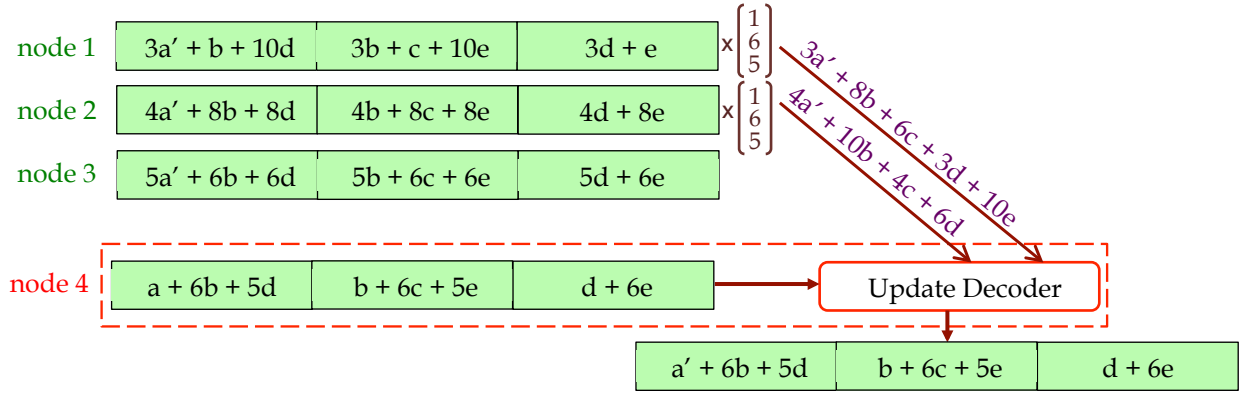 node 1 3a′ + b + 10d 3b + c + 10e 3d + e x [1 6 5]
node 2 4a′ + 8b + 8d 4b + 8c + 8e 4d + 8e x [1 6 5]
node 3 5a′ + 6b + 6d 5b + 6c + 6e 5d + 6e
3a′ + 8b + 6c + 3d + 10e
4a′ + 10b + 4c + 6d
node 4 a + 6b + 5d b + 6c + 5e d + 6e Update Decoder
a′ + 6b + 5d b + 6c + 5e d + 6e